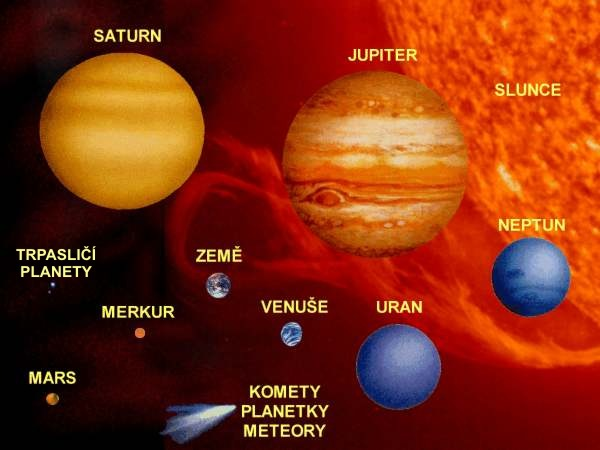 SATURN
JUPITER
SLUNCE
NEPTUN
TRPASLIČÍ
PLANETY
ZEMĚ
MERKUR
VENUŠE
URAN
MARS
KOMETY
PLANETKY
METEORY